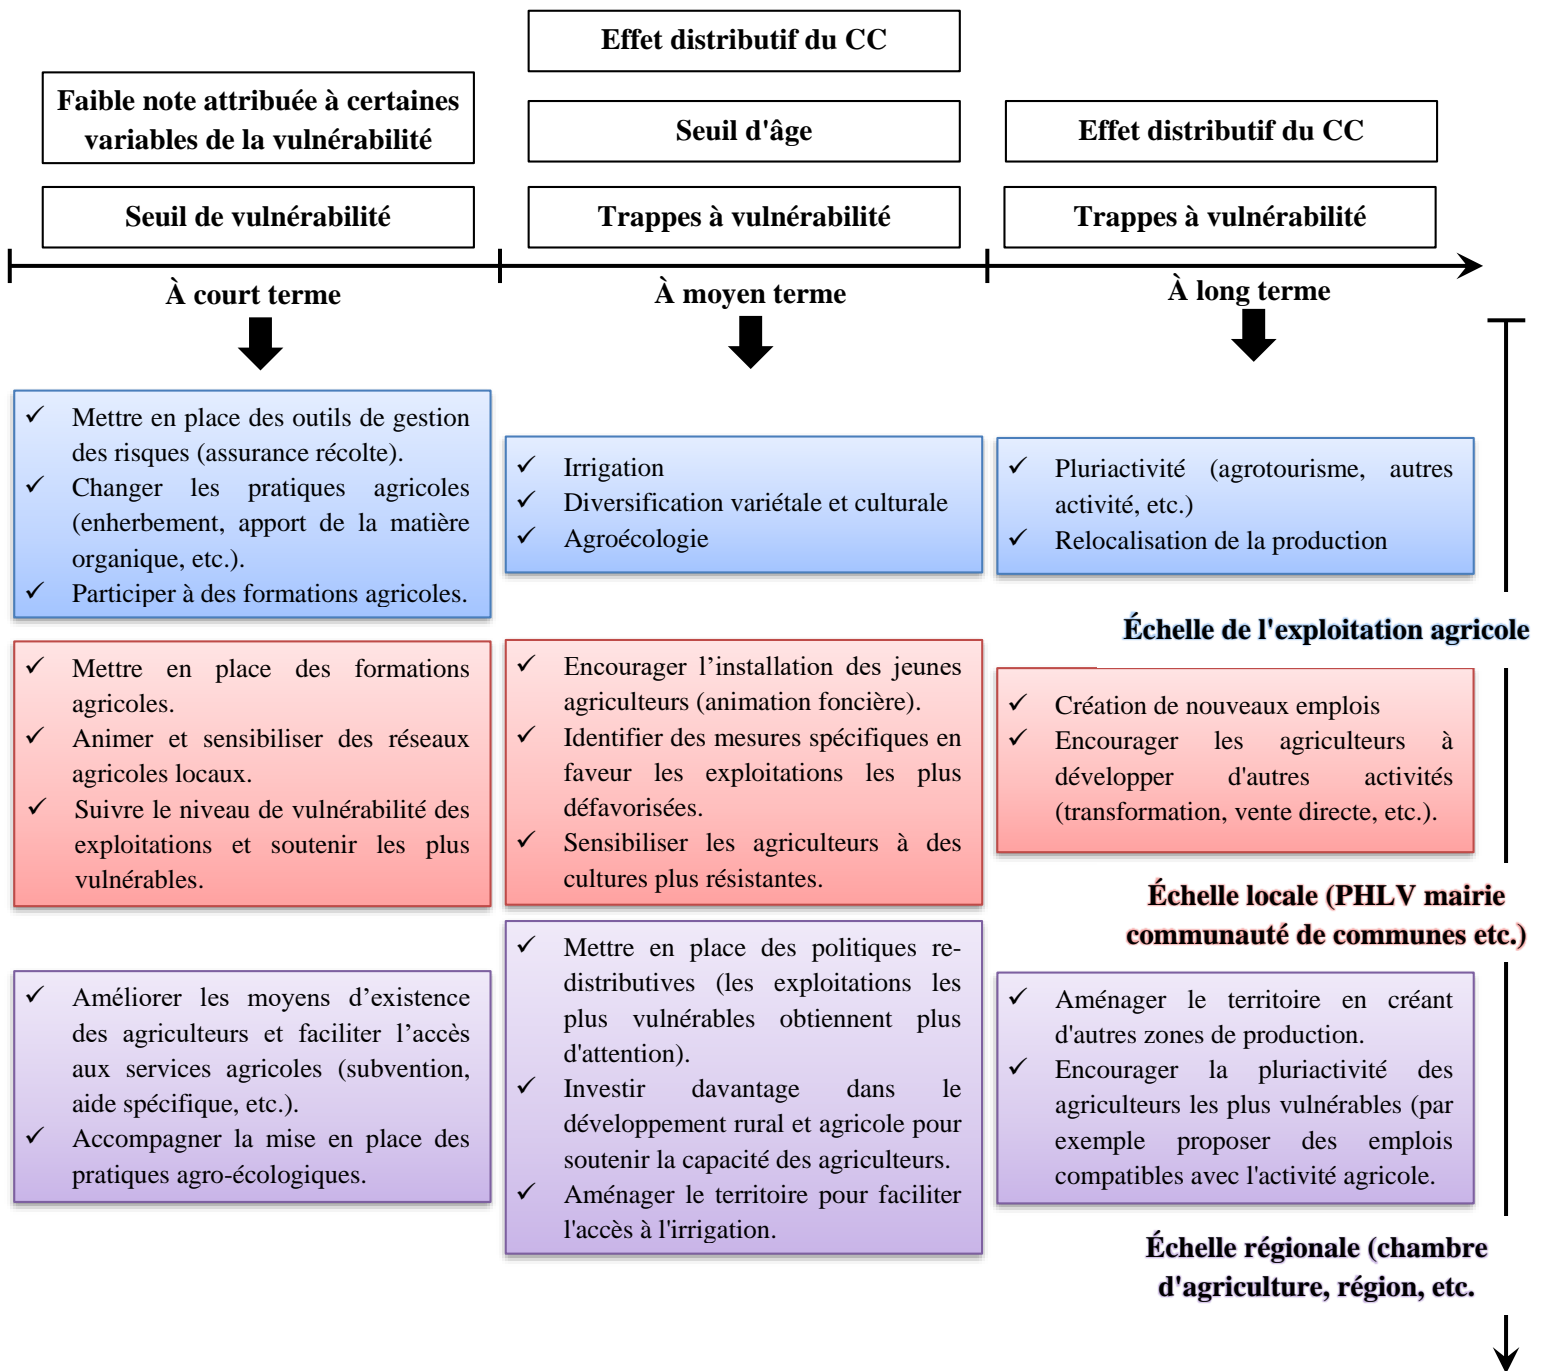 Effet distributif du CC
Faible note attribuée à certaines
variables de la vulnérabilité
Seuil d'âge
Effet distributif du CC
Seuil de vulnérabilité
Trappes à vulnérabilité
Trappes à vulnérabilité
À court terme
À moyen terme
À long terme
✓ Mettre en place des outils de gestion
des risques (assurance récolte).
✓ Changer les pratiques agricoles
(enherbement, apport de la matière
organique, etc.).
✓ Participer à des formations agricoles.
✓ Irrigation
✓ Diversification variétale et culturale
✓ Agroécologie
✓ Pluriactivité (agrotourisme, autres
activité, etc.)
✓ Relocalisation de la production
Échelle de l'exploitation agricole
✓ Mettre en place des formations
agricoles.
✓ Animer et sensibiliser des réseaux
agricoles locaux.
✓ Suivre le niveau de vulnérabilité des
exploitations et soutenir les plus
vulnérables.
✓ Encourager l’installation des jeunes
agriculteurs (animation foncière).
✓ Identifier des mesures spécifiques en
faveur les exploitations les plus
défavorisées.
✓ Sensibiliser les agriculteurs à des
cultures plus résistantes.
✓ Création de nouveaux emplois
✓ Encourager les agriculteurs à
développer d'autres activités
(transformation, vente directe, etc.).
Échelle locale (PHLV mairie
communauté de communes etc.)
✓ Améliorer les moyens d’existence
des agriculteurs et faciliter l’accès
aux services agricoles (subvention,
aide spécifique, etc.).
✓ Accompagner la mise en place des
pratiques agro-écologiques.
✓ Mettre en place des politiques re-
distributives (les exploitations les
plus vulnérables obtiennent plus
d'attention).
✓ Investir davantage dans le
développement rural et agricole pour
soutenir la capacité des agriculteurs.
✓ Aménager le territoire pour faciliter
l'accès à l'irrigation.
✓ Aménager le territoire en créant
d'autres zones de production.
✓ Encourager la pluriactivité des
agriculteurs les plus vulnérables (par
exemple proposer des emplois
compatibles avec l'activité agricole.
Échelle régionale (chambre
d'agriculture, région, etc.